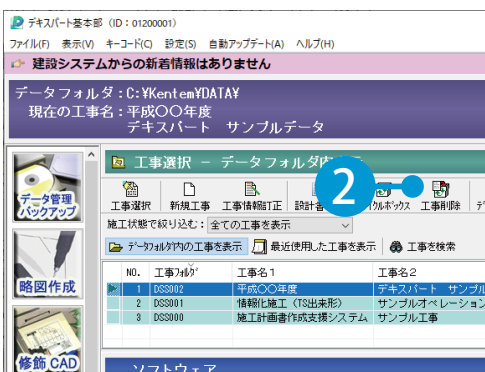 デキスパート基本部 (ID：01200001)
ファイル(F) 表示(V) キーコード(C) 設定(S) 自動アップデート(A) ヘルプ(H)
建設システムからの新着情報はありません
データフォルダ：C:¥Kentem¥DATA¥
現在の工事名：平成〇〇年度
デキスパート サンプルデータ
工事選択 － データフォルダ内
2
工事選択 新規工事 工事情報訂正 設計書 クルボックス 工事削除 デ
データ管理
バックアップ
施工状態で絞り込む： 全ての工事を表示
データフォルダ内の工事を表示 最近使用した工事を表示 工事を検索
NO. 工事フォルダ 工事名1 工事名2
1 DSS002 平成〇〇年度 デキスパート サンプル
2 DSS001 情報化施工（TS出来形） サンプルオペレーション
3 DSS000 施工計画書作成支援システム サンプル工事
略図作成
修飾CAD
ソフトウェア